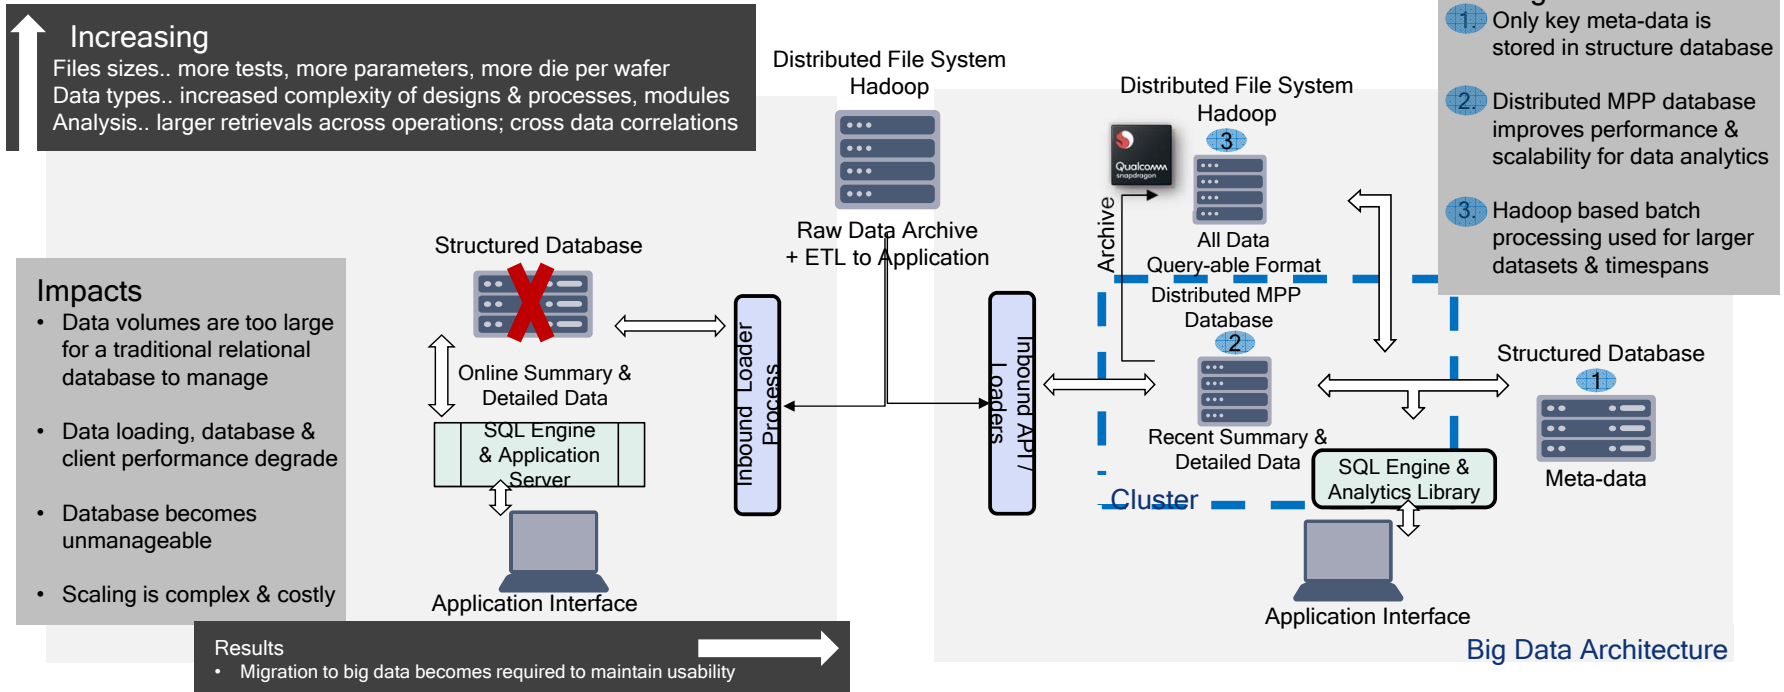 Increasing
Files sizes.. more tests, more parameters, more die per wafer
Data types.. increased complexity of designs & processes, modules
Analysis.. larger retrievals across operations; cross data correlations
Impacts
• Data volumes are too large
for a traditional relational
database to manage
• Data loading, database &
client performance degrade
• Database becomes
unmanageable
• Scaling is complex & costly
Structured Database
Online Summary &
Detailed Data
SQL Engine
& Application
Server
Application Interface
Inbound Loader
Process
Results
• Migration to big data becomes required to maintain usability
Distributed File System
Hadoop
Raw Data Archive
+ ETL to Application
Inbound API /
Loaders
Distributed File System
Hadoop
3
Qualcomm
snapdragon
Archive
All Data
Query-able Format
Distributed MPP
Database
2
Recent Summary &
Detailed Data
Cluster
SQL Engine &
Analytics Library
Application Interface
Structured Database
1
Meta-data
Big Data Architecture
1. Only key meta-data is
stored in structure database
2. Distributed MPP database
improves performance &
scalability for data analytics
3. Hadoop based batch
processing used for larger
datasets & timespans